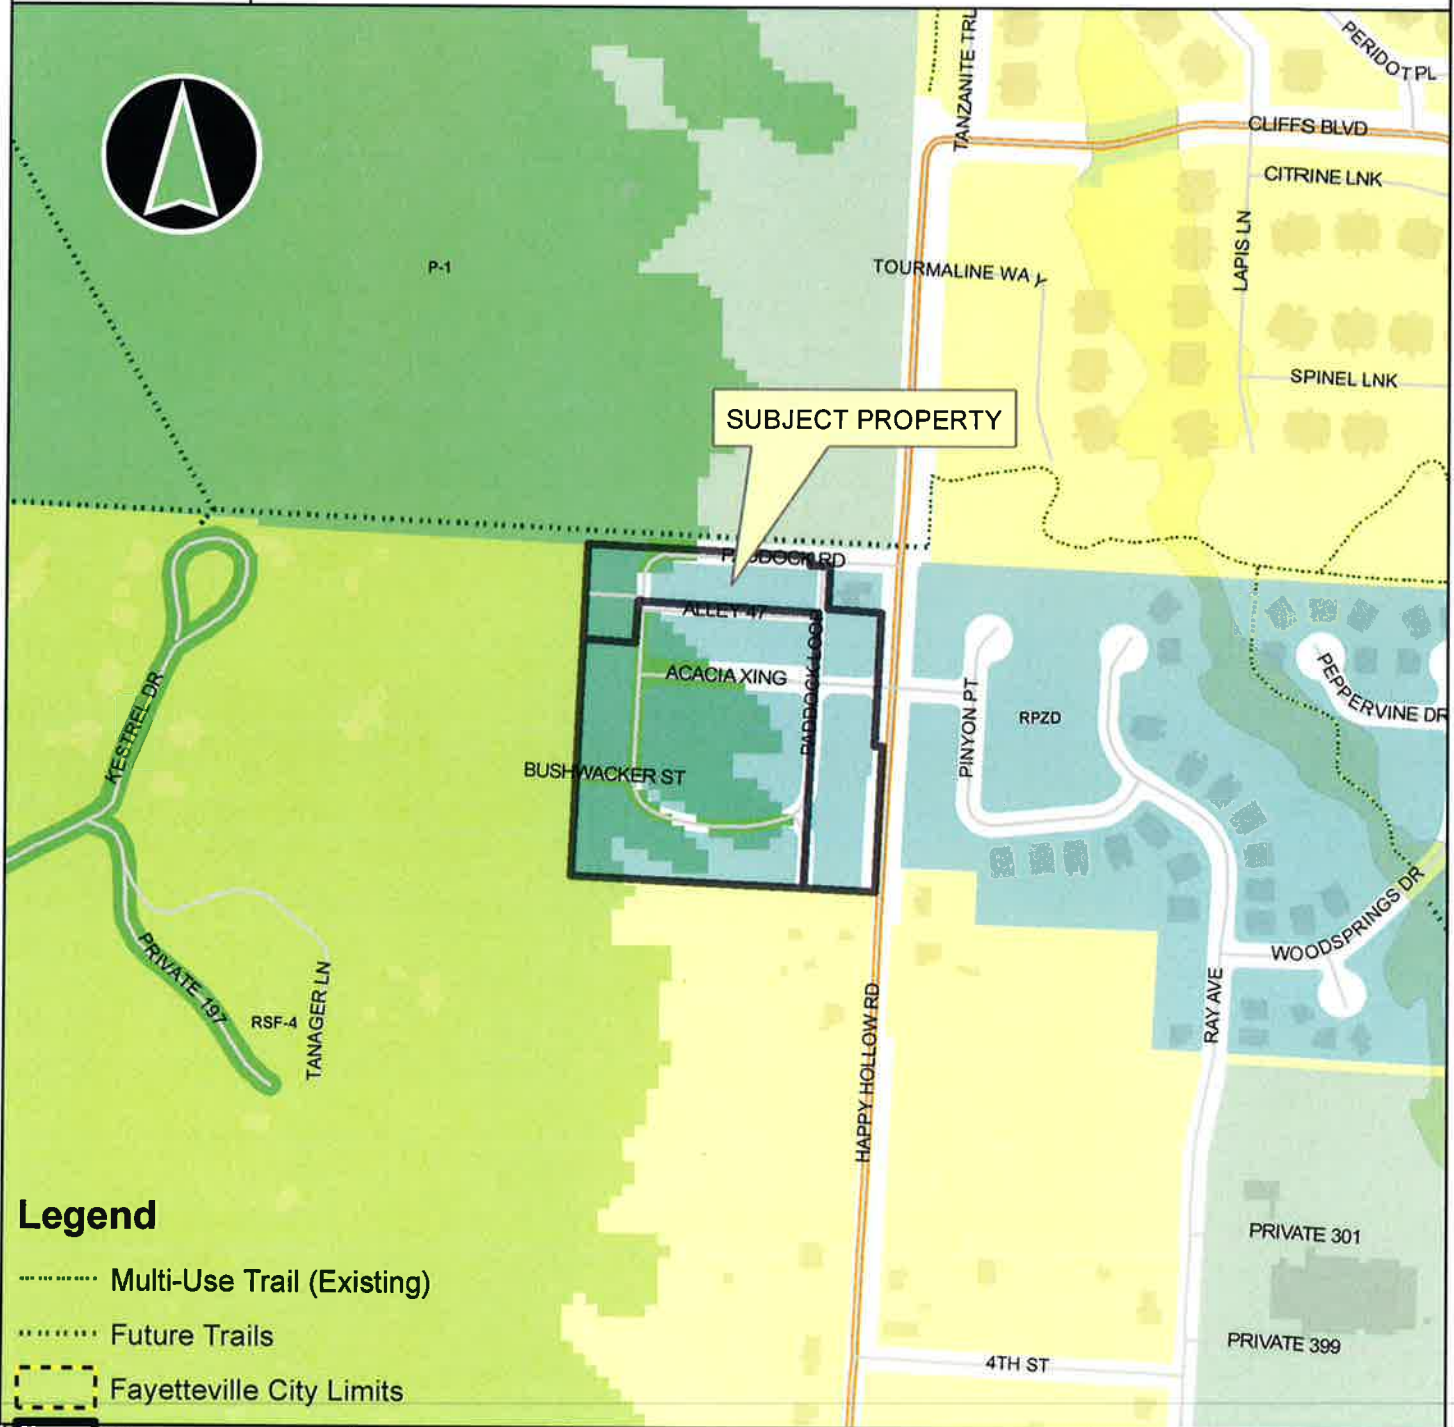 PERIDOT PL
TANZANITE TRL
CLIFFS BLVD
CITRINE LNK
LAPIS LN
P-1
TOURMALINE WAY
SPINEL LNK
SUBJECT PROPERTY
PADDOCK RD
ALLEY 47
ACACIA XING
PADDOCK LOOP
PINYON PT
RPZD
PEPPERVINE DR
KESTREL DR
BUSHWACKER ST
WOODSPRINGS DR
PRIVATE 197
RSF-4
TANAGER LN
RAY AVE
HAPPY HOLLOW RD
Legend
PRIVATE 301
Multi-Use Trail (Existing)
Future Trails
PRIVATE 399
4TH ST
Fayetteville City Limits